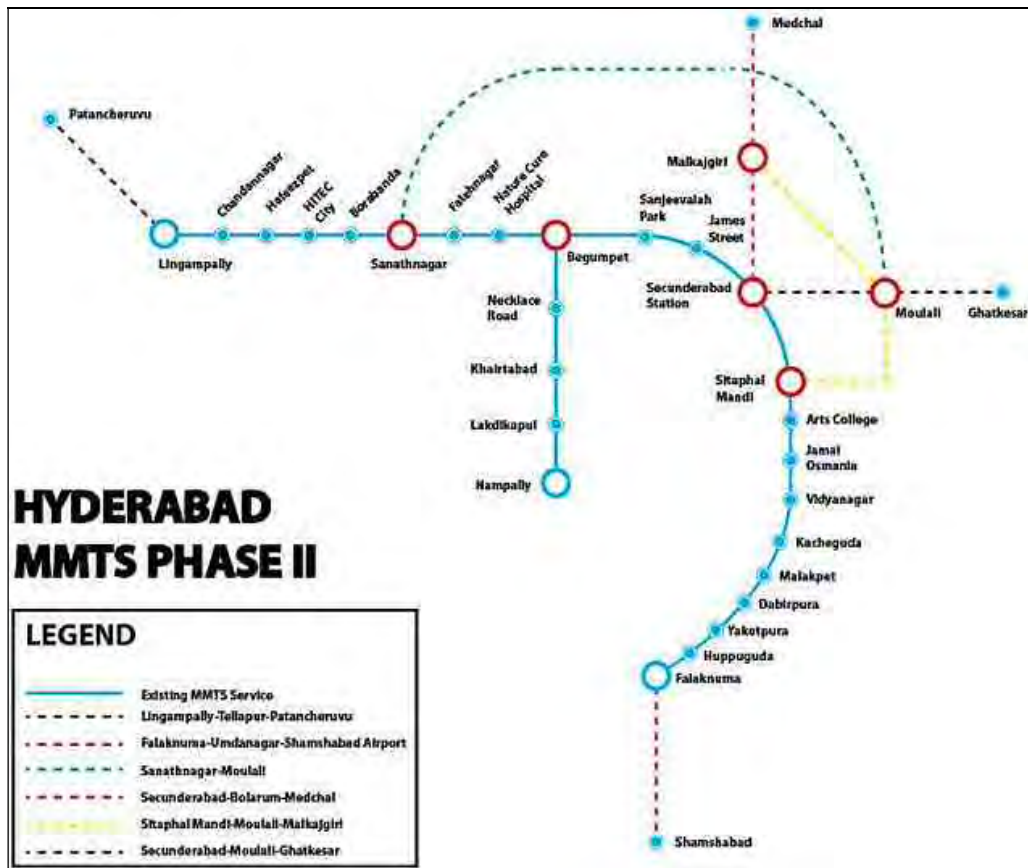 Medchal
Patancheruvu
Malkajgiri
Chandannagar
Hafeezpet
HITEC
City
Borabanda
Fatehnagar
Nature Cure
Hospital
Sanjeevaiah
Park
James
Street
Lingampally
Sanathnagar
Begumpet
Secunderabad
Station
Moulali
Ghatkesar
Necklace
Road
Khairtabad
Sitaphal
Mandi
Lakdikapul
Arts College
Jamai
Osmania
Nampally
Vidyanagar
Kacheguda
Malakpet
Dabirpura
Yakutpura
Huppuguda
Falaknuma
Shamshabad
HYDERABAD
MMTS PHASE II
LEGEND
Existing MMTS Service
Lingampally-Tellapur-Patancheruvu
Falaknuma-Umdanagar-Shamshabad Airport
Sanathnagar-Moulali
Secunderabad-Bolarum-Medchal
Sitaphal Mandi-Moulali-Malkajgiri
Secunderabad-Moulali-Ghatkesar